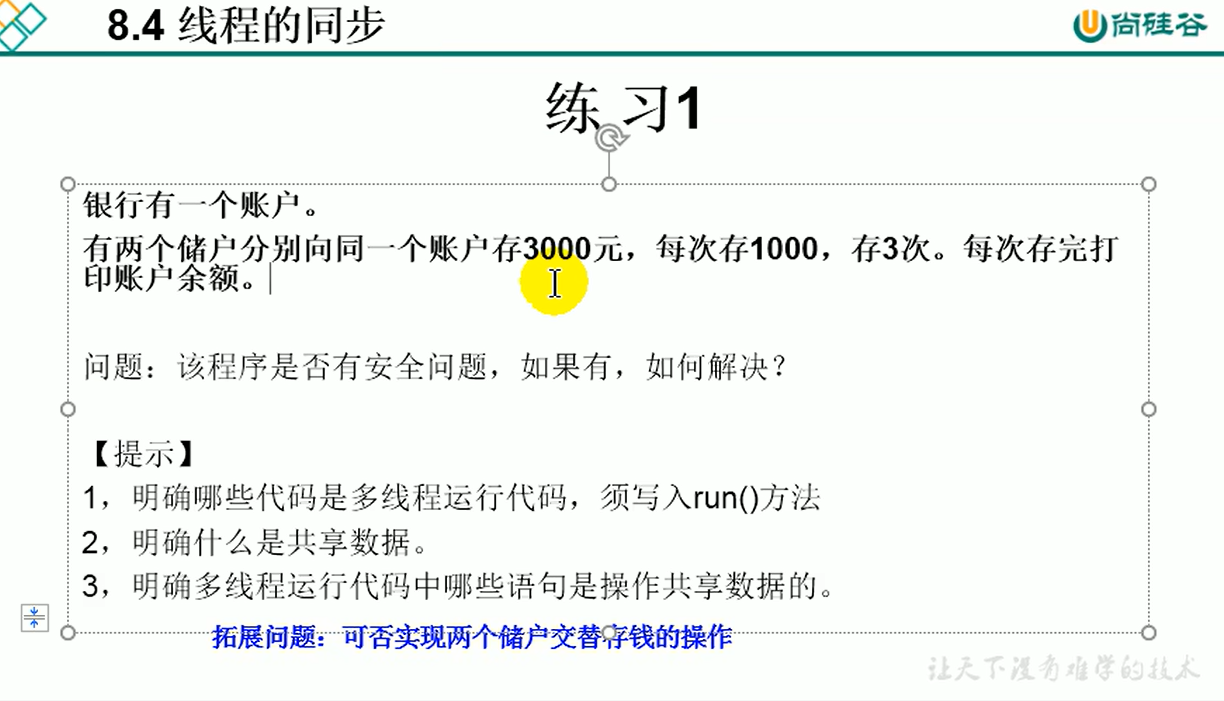 8.4 线程的同步
尚硅谷
练 习1
银行有一个账户。
有两个储户分别向同一个账户存3000元，每次存1000，存3次。每次存完打
印账户余额。
问题：该程序是否有安全问题，如果有，如何解决？
【提示】
1，明确哪些代码是多线程运行代码，须写入run()方法
2，明确什么是共享数据。
3，明确多线程运行代码中哪些语句是操作共享数据的。
拓展问题：可否实现两个储户交替存钱的操作
让天下没有难学的技术